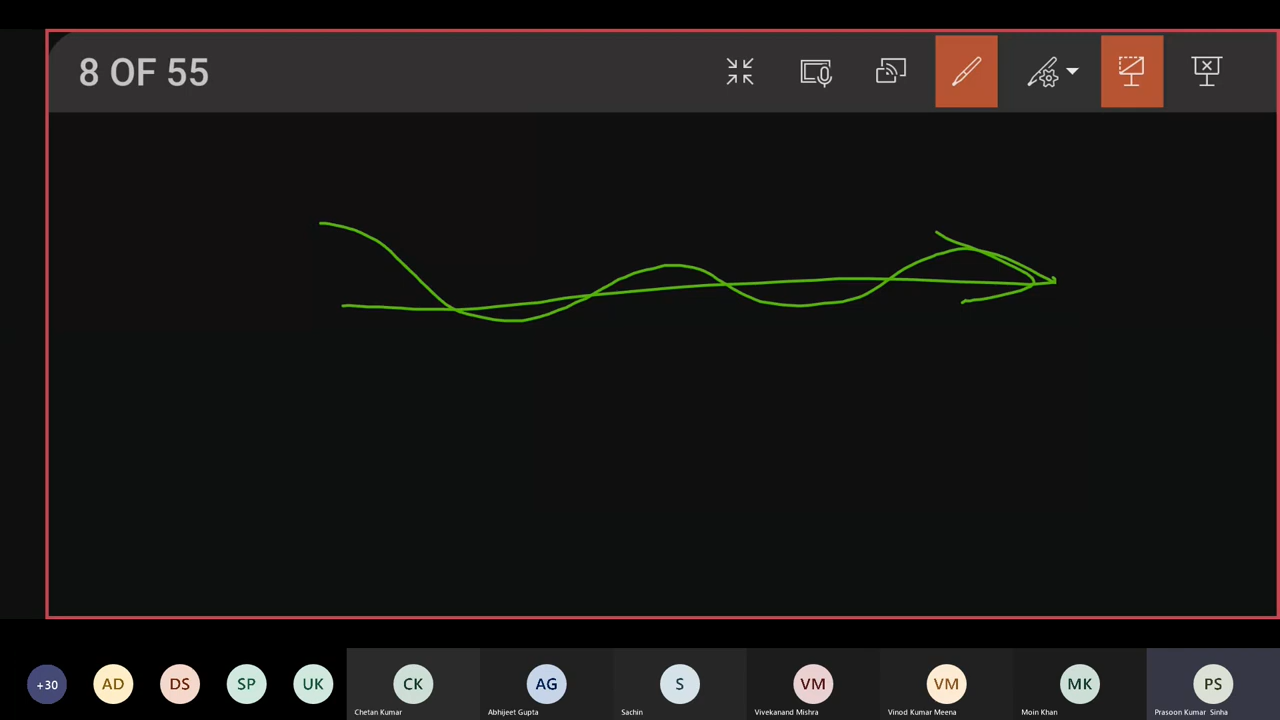 8 OF 55
+30
AD
DS
SP
UK
CK
AG
S
VM
VM
MK
PS
Chetan Kumar
Abhijeet Gupta
Sachin
Vivekanand Mishra
Vinod Kumar Meena
Moin Khan
Prasoon Kumar Sinha